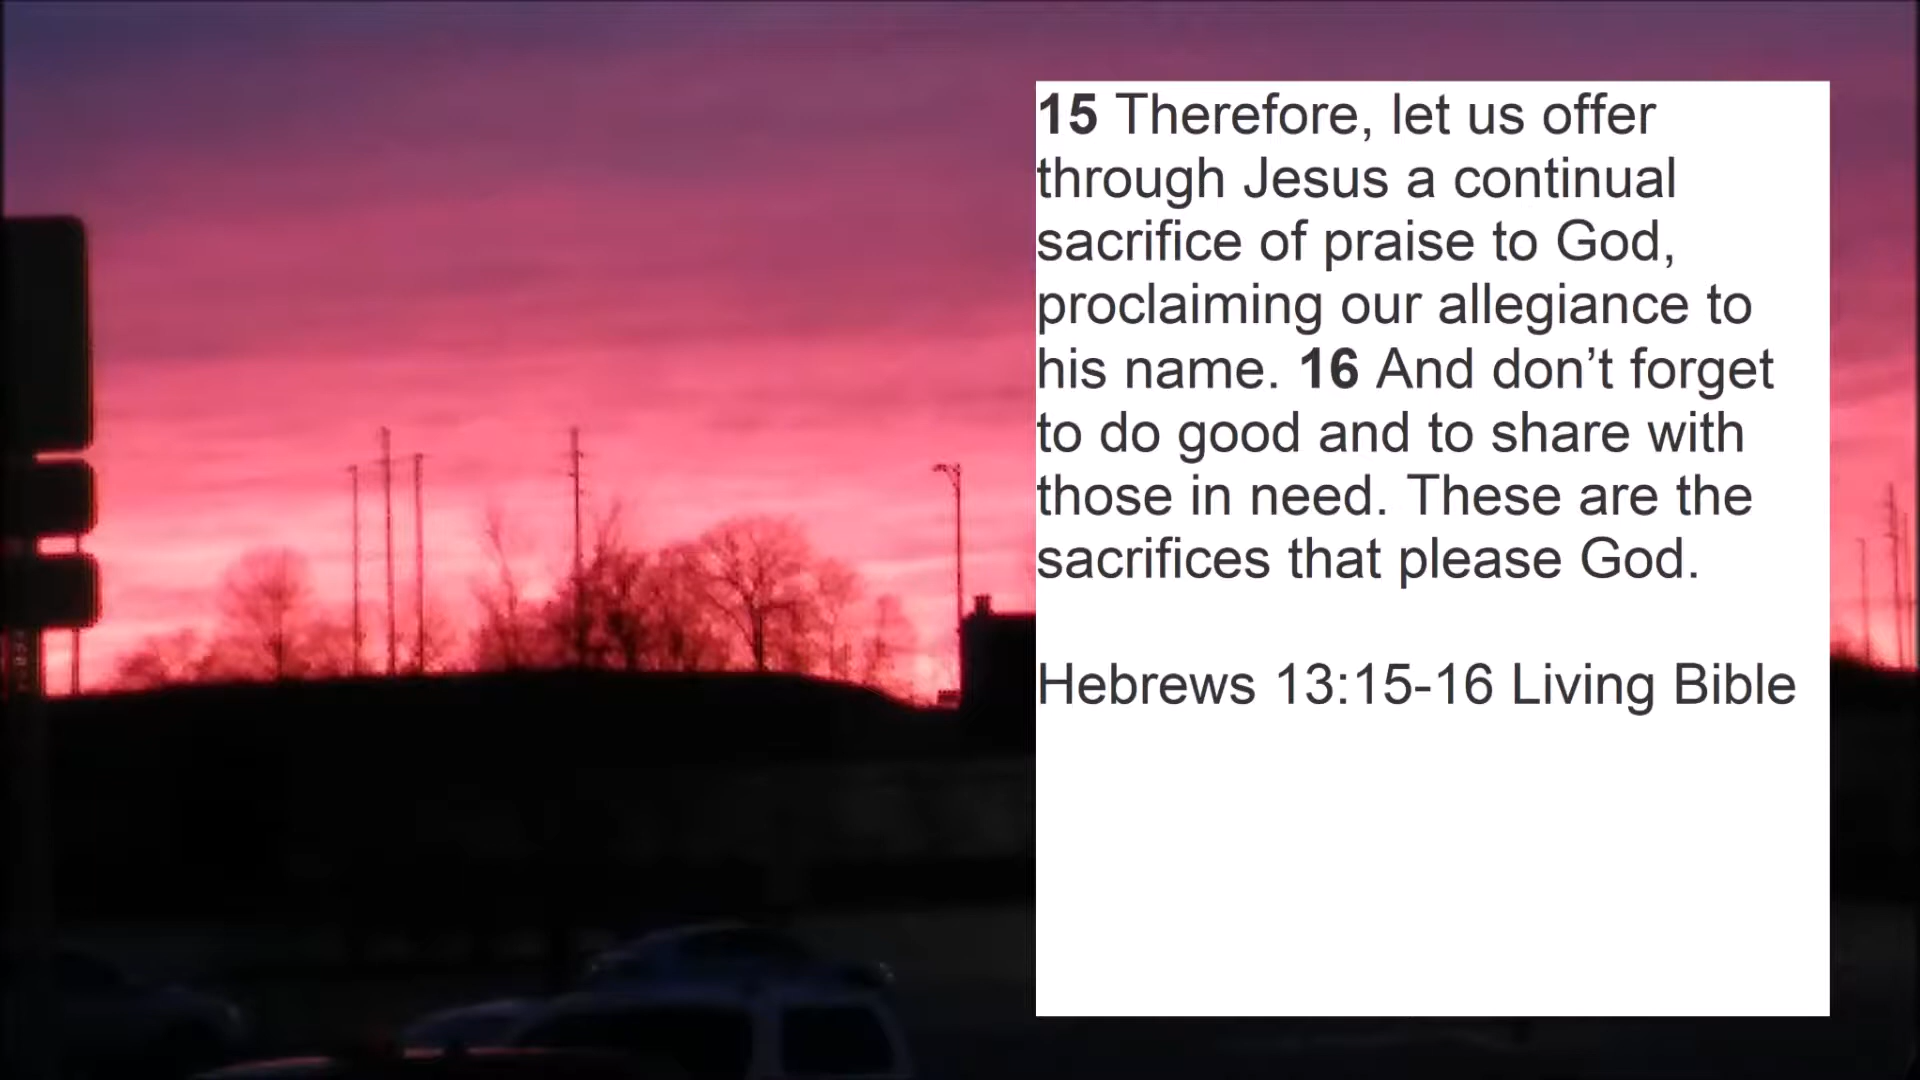 15 Therefore, let us offer
through Jesus a continual
sacrifice of praise to God,
proclaiming our allegiance to
his name. 16 And don’t forget
to do good and to share with
those in need. These are the
sacrifices that please God.
Hebrews 13:15-16 Living Bible